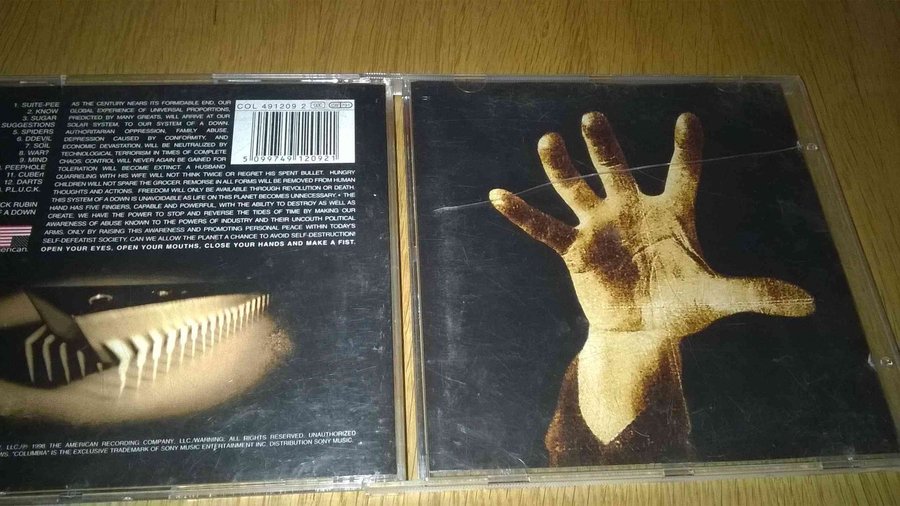 1. SUITE-PEE
2. KNOW
3. SUGAR
SUGGESTIONS
5. SPIDERS
6. DDEVIL
7. SOIL
8. WAR?
9. MIND
PEEPHOLE
11. CUBErt
12. DARTS
P.L.U.C.K.
CK RUBIN
F A DOWN
erican.
AS THE CENTURY NEARS ITS FORMIDABLE END, OUR
GLOBAL EXPERIENCE OF UNIVERSAL PROPORTIONS,
PREDICTED BY MANY GREATS, WILL ARRIVE AT OUR
SOLAR SYSTEM, TO OUR SYSTEM OF A DOWN.
AUTHORITARIAN OPPRESSION, FAMILY ABUSE,
DEPRESSION CAUSED BY CONFORMITY, AND
ECONOMIC DEVASTATION, WILL BE NEUTRALIZED BY
TECHNOLOGICAL TERRORISM IN TIMES OF COMPLETE
CHAOS. CONTROL WILL NEVER AGAIN BE GAINED FOR
TOLERATION WILL BECOME EXTINCT. A HUSBAND
QUARRELING WITH HIS WIFE WILL NOT THINK TWICE OR REGRET HIS SPENT BULLET. HUNGRY
CHILDREN WILL NOT SPARE THE GROCER. REMORSE IN ALL FORMS WILL BE REMOVED FROM HUMAN
THOUGHTS AND ACTIONS. FREEDOM WILL ONLY BE AVAILABLE THROUGH REVOLUTION OR DEATH.
THIS SYSTEM OF A DOWN IS UNAVOIDABLE AS LIFE ON THIS PLANET BECOMES UNNECESSARY. • THE
HAND HAS FIVE FINGERS, CAPABLE AND POWERFUL, WITH THE ABILITY TO DESTROY AS WELL AS
CREATE. WE HAVE THE POWER TO STOP AND REVERSE THE TIDES OF TIME BY MAKING OUR
AWARENESS OF ABUSE KNOWN TO THE POWERS OF INDUSTRY AND THEIR UNCOUTH POLITICAL
ARMS. ONLY BY RAISING THIS AWARENESS AND PROMOTING PERSONAL PEACE WITHIN TODAY'S
SELF-DEFEATIST SOCIETY, CAN WE ALLOW THE PLANET A CHANCE TO AVOID SELF-DESTRUCTION!
OPEN YOUR EYES, OPEN YOUR MOUTHS, CLOSE YOUR HANDS AND MAKE A FIST.
COL 491209 2
5 099749 120921
LLC/℗ 1998 THE AMERICAN RECORDING COMPANY, LLC./WARNING: ALL RIGHTS RESERVED. UNAUTHORIZED
WS. "COLUMBIA" IS THE EXCLUSIVE TRADEMARK OF SONY MUSIC ENTERTAINMENT INC. DISTRIBUTION SONY MUSIC.